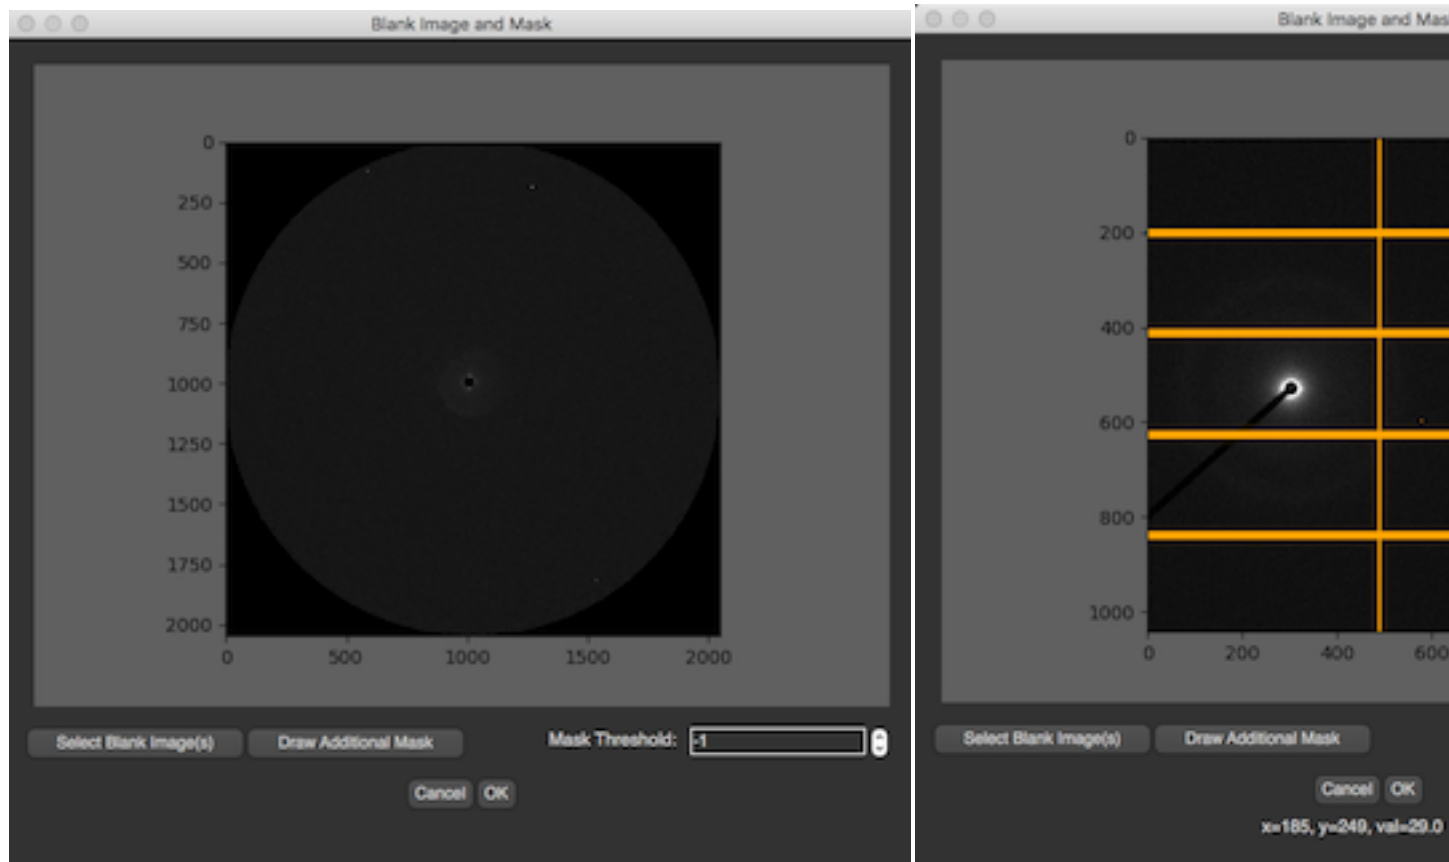 Blank Image and Mask
0
250
500
750
1000
1250
1500
1750
2000
0 500 1000 1500 2000
Select Blank Image(s) Draw Additional Mask Mask Threshold: -1
Cancel OK
Blank Image and Mas
0
200
400
600
800
1000
0 200 400 600
Select Blank Image(s) Draw Additional Mask
Cancel OK
x=185, y=249, val=29.0